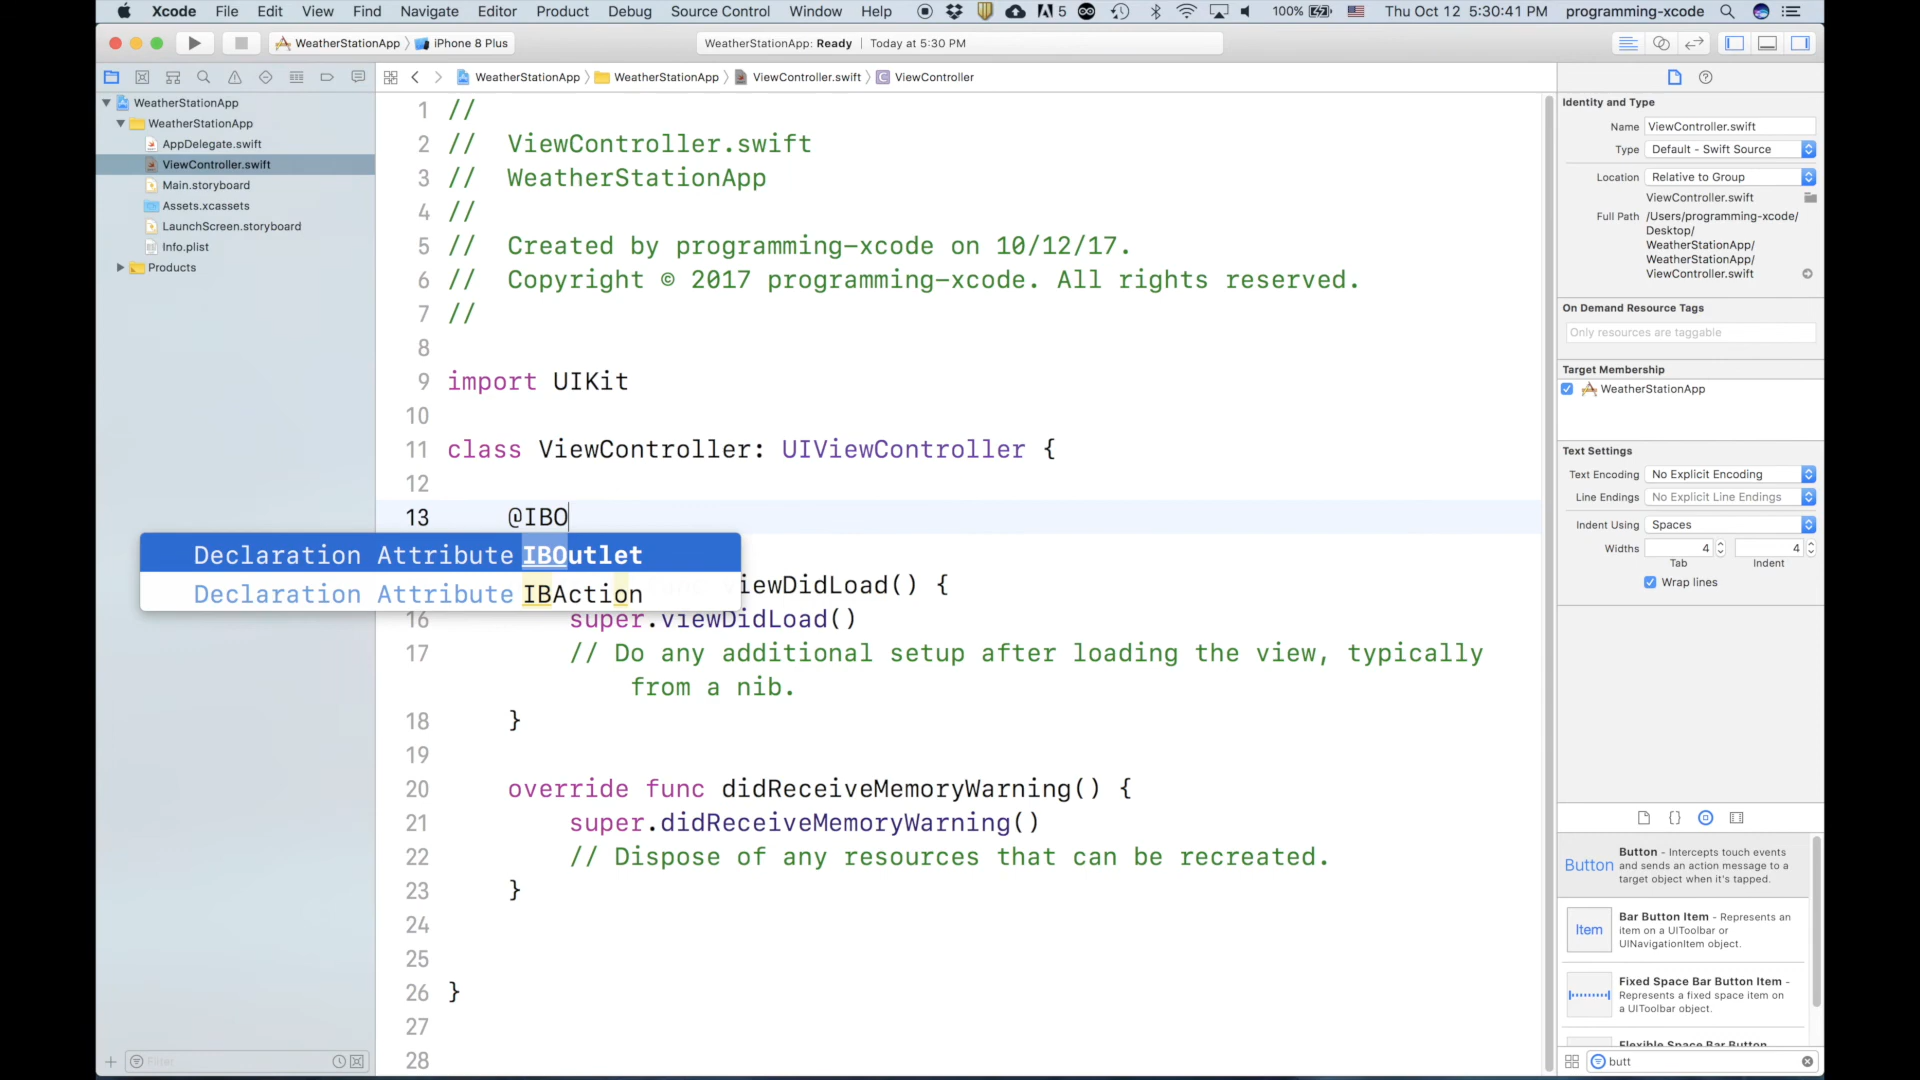 Xcode File Edit View Find Navigate Editor Product Debug Source Control Window Help 5 100% Thu Oct 12 5:30:41 PM programming-xcode
WeatherStationApp iPhone 8 Plus
WeatherStationApp: Ready | Today at 5:30 PM
WeatherStationApp WeatherStationApp ViewController.swift C ViewController
WeatherStationApp
WeatherStationApp
AppDelegate.swift
ViewController.swift
Main.storyboard
Assets.xcassets
LaunchScreen.storyboard
Info.plist
Products
Filter
1 //
2 // ViewController.swift
3 // WeatherStationApp
4 //
5 // Created by programming-xcode on 10/12/17.
6 // Copyright © 2017 programming-xcode. All rights reserved.
7 //
8
9 import UIKit
10
11 class ViewController: UIViewController {
12
13 @IBO
Declaration Attribute IBOutlet
Declaration Attribute IBAction
viewDidLoad() {
16 super.viewDidLoad()
17 // Do any additional setup after loading the view, typically
from a nib.
18 }
19
20 override func didReceiveMemoryWarning() {
21 super.didReceiveMemoryWarning()
22 // Dispose of any resources that can be recreated.
23 }
24
25
26 }
27
28
Identity and Type
Name ViewController.swift
Type Default - Swift Source
Location Relative to Group
ViewController.swift
Full Path /Users/programming-xcode/
Desktop/
WeatherStationApp/
WeatherStationApp/
ViewController.swift
On Demand Resource Tags
Only resources are taggable
Target Membership
WeatherStationApp
Text Settings
Text Encoding No Explicit Encoding
Line Endings No Explicit Line Endings
Indent Using Spaces
Widths 4 4
Tab Indent
Wrap lines
{}
Button Button - Intercepts touch events
and sends an action message to a
target object when it's tapped.
Item Bar Button Item - Represents an
item on a UIToolbar or
UINavigationItem object.
Fixed Space Bar Button Item -
Represents a fixed space item on
a UIToolbar object.
Flexible Space Bar Button
butt